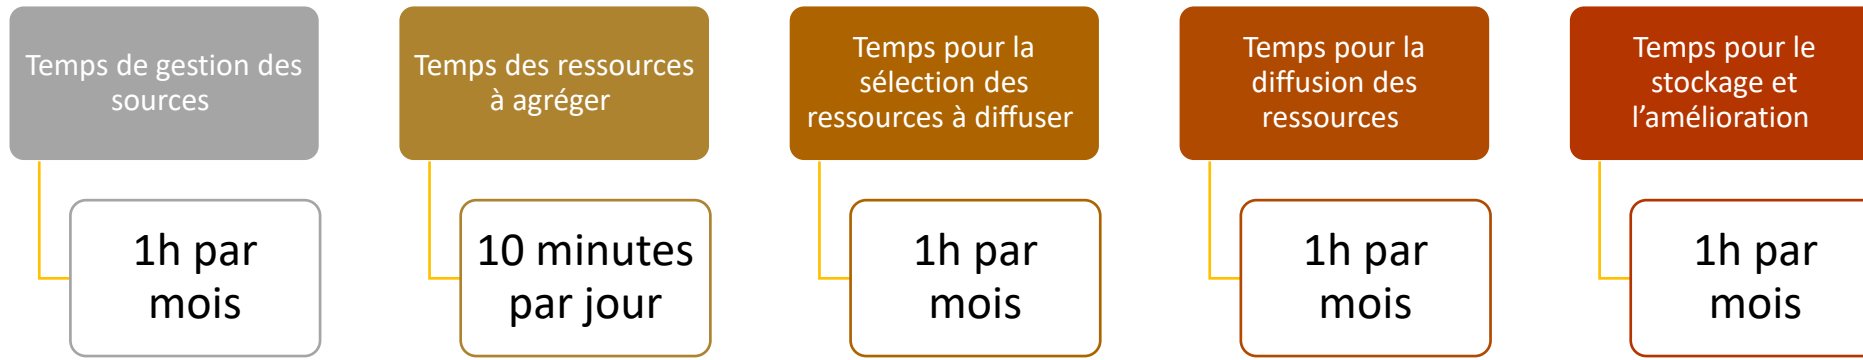 Temps de gestion des
sources
1h par
mois
Temps des ressources
à agréger
10 minutes
par jour
Temps pour la
sélection des
ressources à diffuser
1h par
mois
Temps pour la
diffusion des
ressources
1h par
mois
Temps pour le
stockage et
l’amélioration
1h par
mois